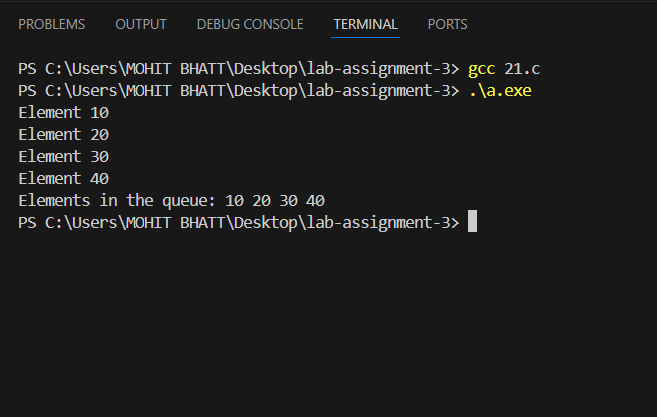 PROBLEMS OUTPUT DEBUG CONSOLE TERMINAL PORTS
PS C:\Users\MOHIT BHATT\Desktop\lab-assignment-3> gcc 21.c
PS C:\Users\MOHIT BHATT\Desktop\lab-assignment-3> .\a.exe
Element 10
Element 20
Element 30
Element 40
Elements in the queue: 10 20 30 40
PS C:\Users\MOHIT BHATT\Desktop\lab-assignment-3>